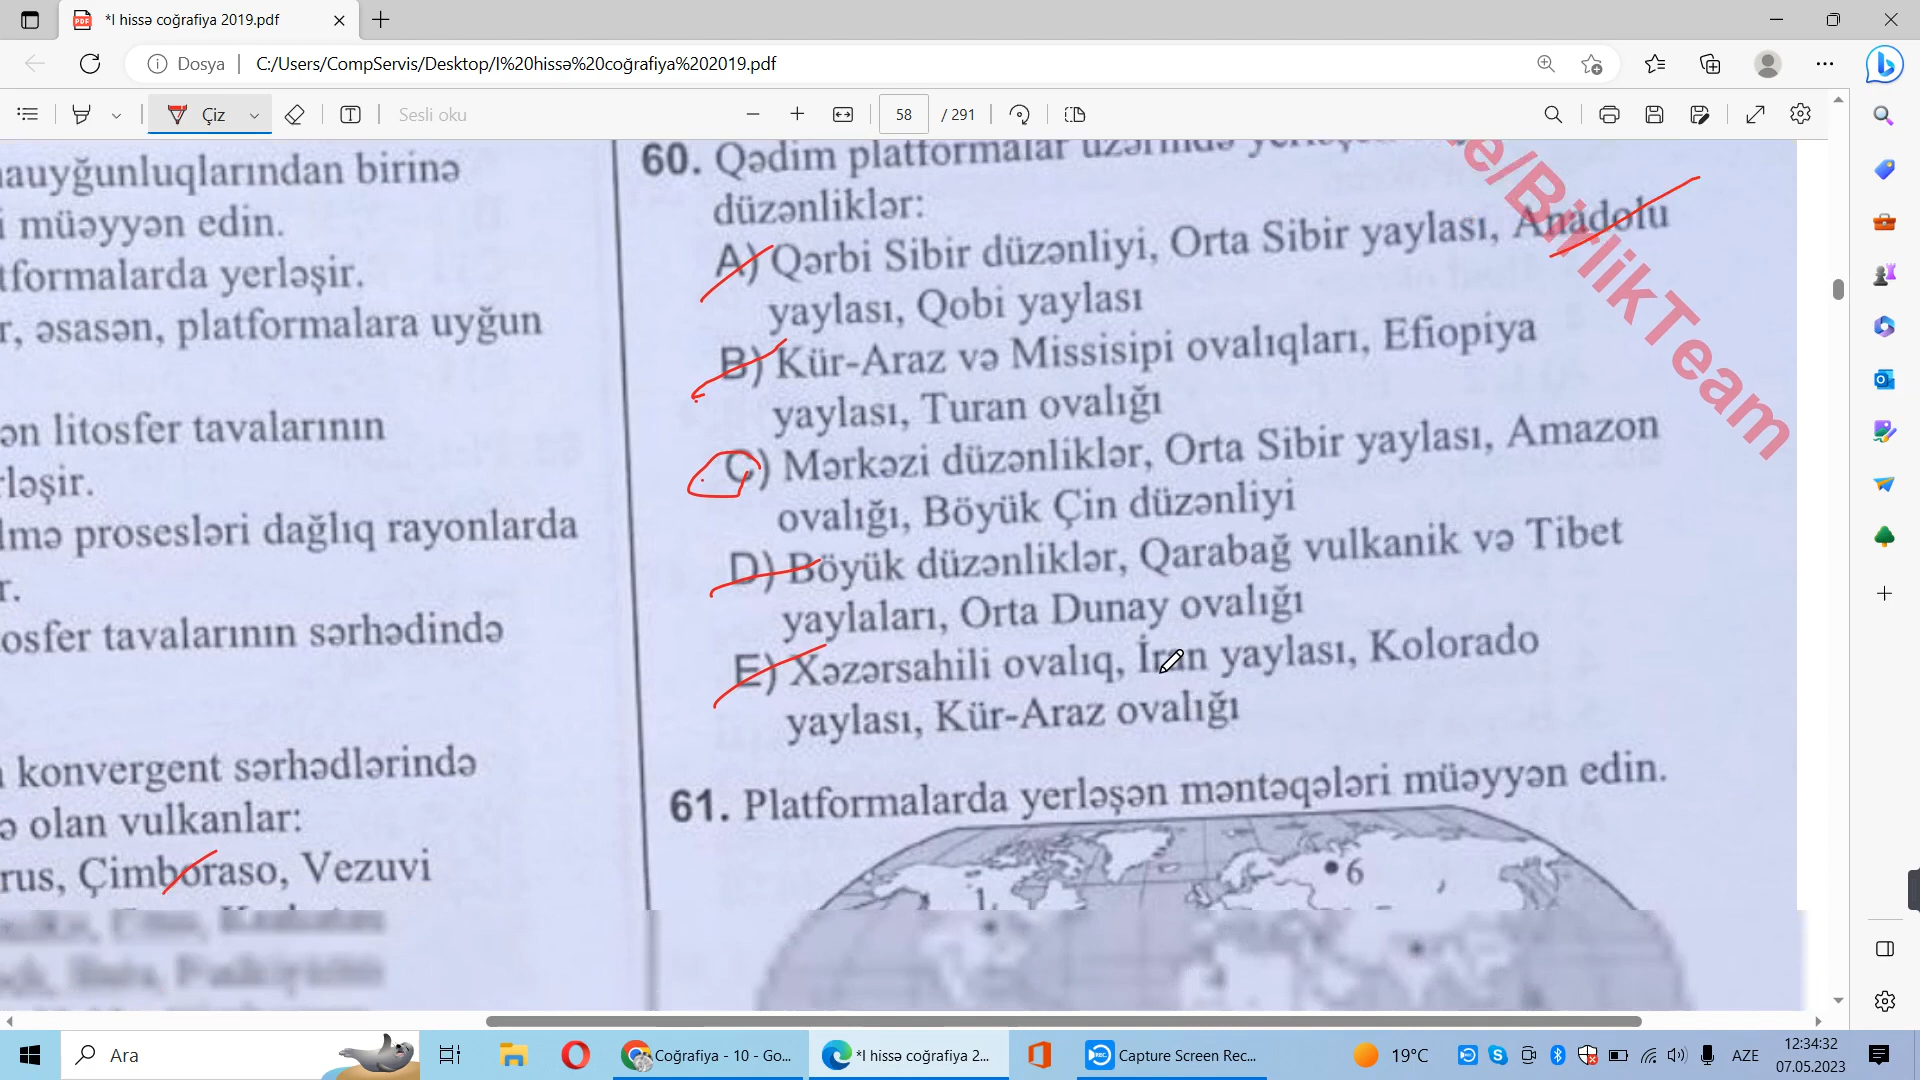 *I hissə coğrafiya 2019.pdf
Dosya
C:/Users/CompServis/Desktop/I%20hissə%20coğrafiya%202019.pdf
Çiz
Sesli oku
58
/ 291
auyğunluqlarından birinə
i müəyyən edin.
tformalarda yerləşir.
r, əsasən, platformalara uyğun
ən litosfer tavalarının
rləşir.
lmə prosesləri dağlıq rayonlarda
r.
osfer tavalarının sərhədində
konvergent sərhədlərində
ə olan vulkanlar:
rus, Çimboraso, Vezuvi
60. Qədim platformalar üzərində
düzənliklər:
A) Qərbi Sibir düzənliyi, Orta Sibir yaylası, Anadolu
yaylası, Qobi yaylası
B) Kür-Araz və Missisipi ovalıqları, Efiopiya
yaylası, Turan ovalığı
C) Mərkəzi düzənliklər, Orta Sibir yaylası, Amazon
ovalığı, Böyük Çin düzənliyi
D) Böyük düzənliklər, Qarabağ vulkanik və Tibet
yaylaları, Orta Dunay ovalığı
E) Xəzərsahili ovalıq, İran yaylası, Kolorado
yaylası, Kür-Araz ovalığı
61. Platformalarda yerləşən məntəqələri müəyyən edin.
6
e/BirlikTeam
Ara
Coğrafiya - 10 - Go...
*I hissə coğrafiya 2...
Capture Screen Rec...
19°C
AZE
12:34:32
07.05.2023